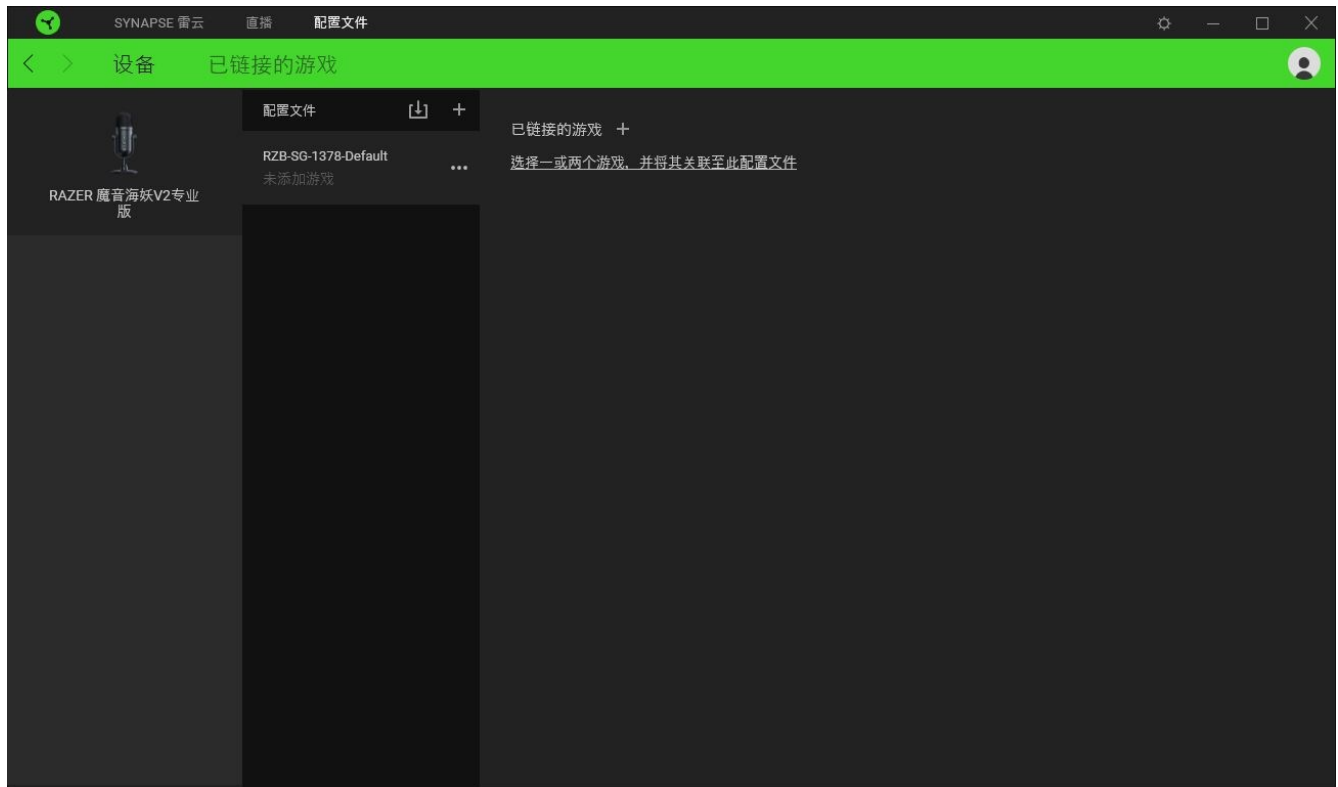 SYNAPSE 雷云 直播 配置文件
设备 已链接的游戏
RAZER 魔音海妖V2专业
版
配置文件
RZB-SG-1378-Default
未添加游戏
已链接的游戏
选择一或两个游戏，并将其关联至此配置文件